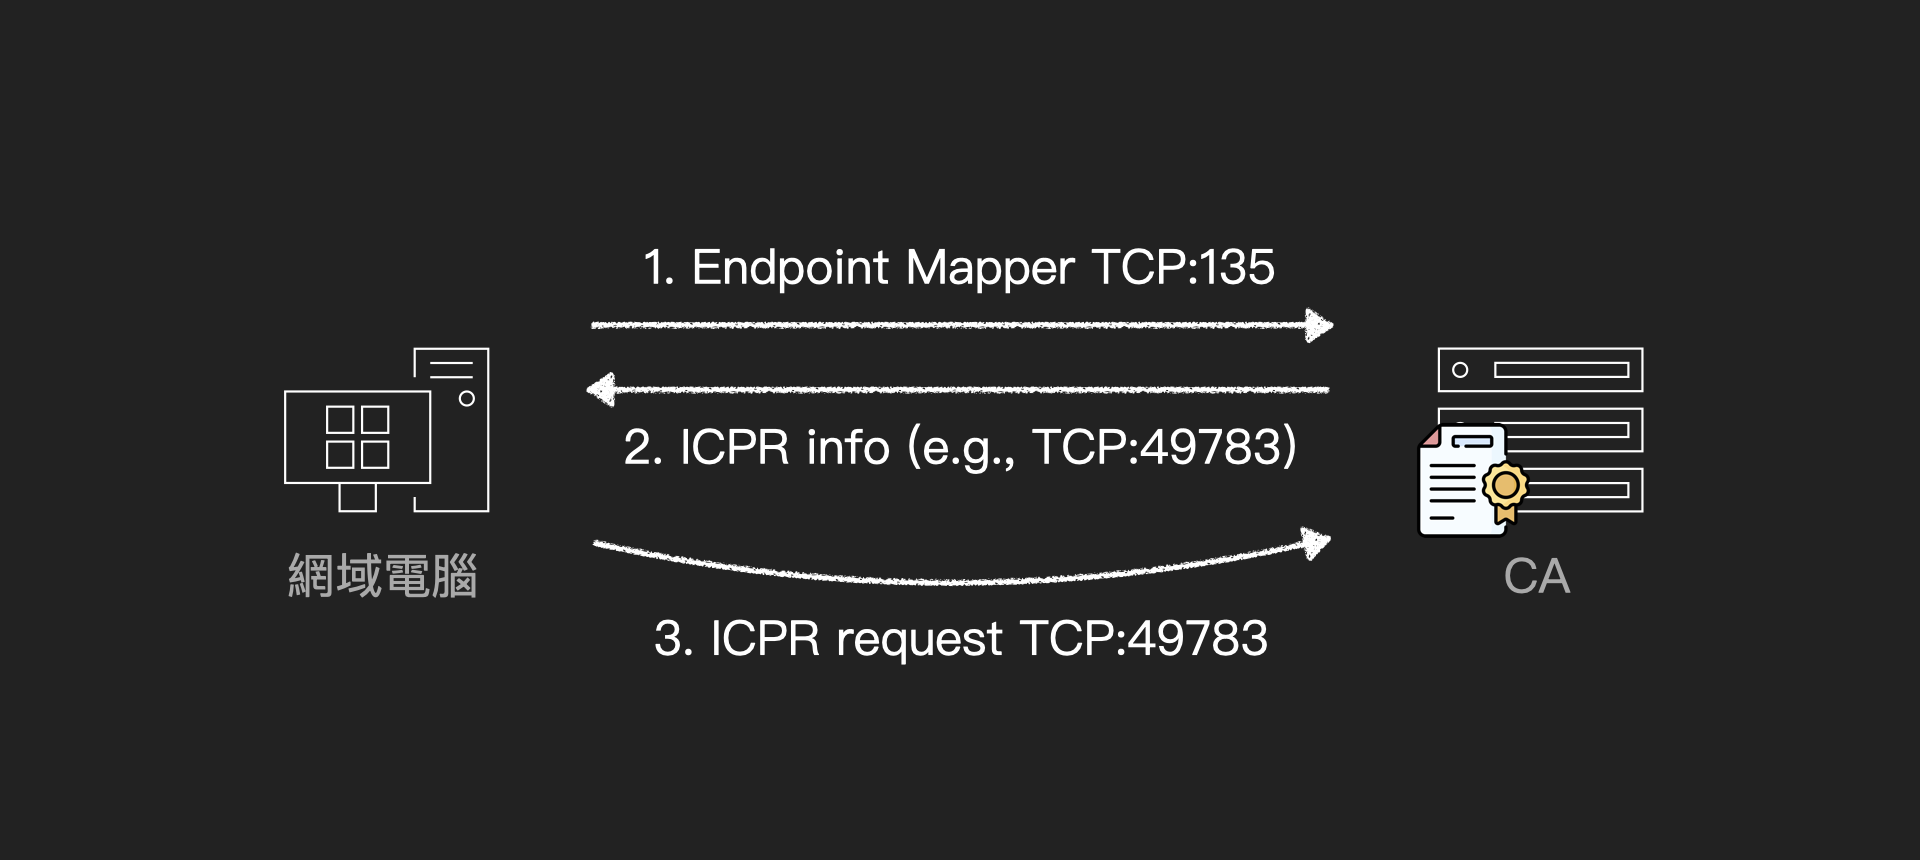 1. Endpoint Mapper TCP:135
2. ICPR info (e.g., TCP:49783)
網域電腦
CA
3. ICPR request TCP:49783